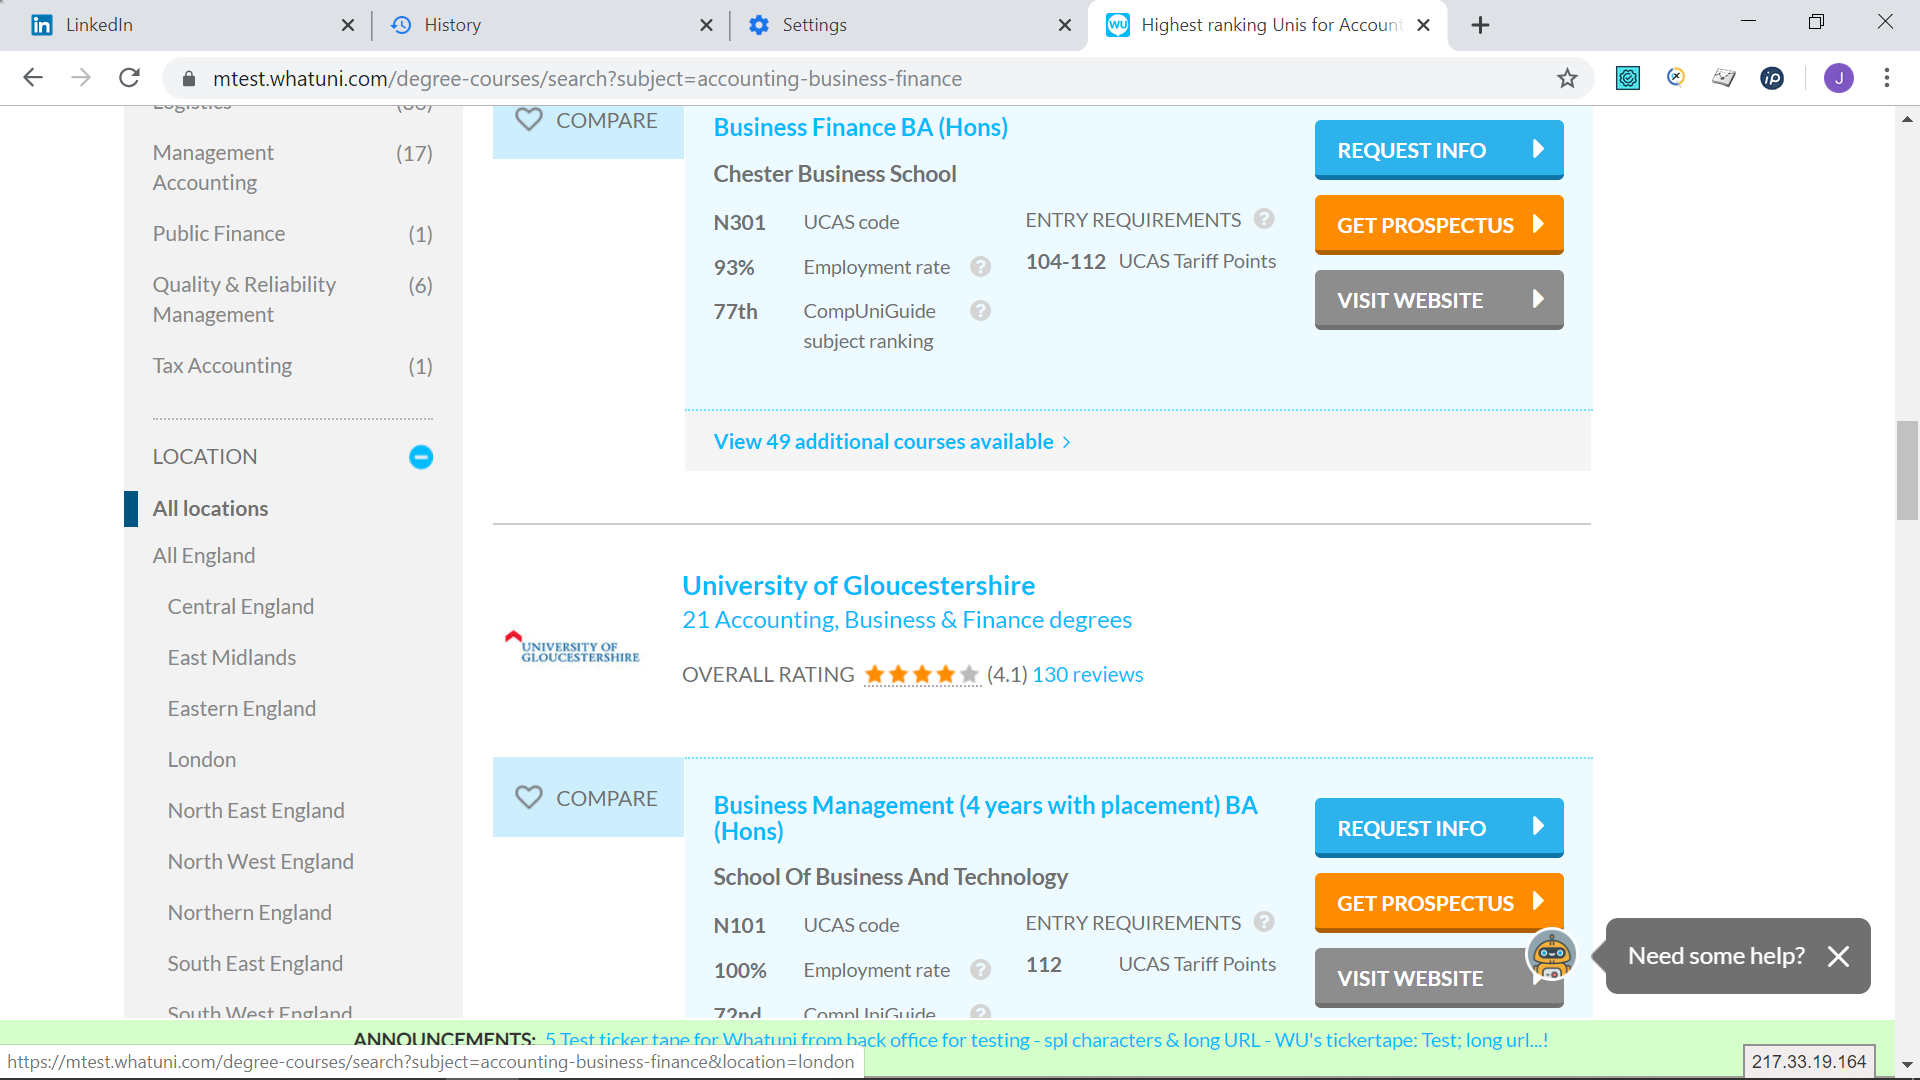 LinkedIn
History
Settings
Highest ranking Unis for Account
mtest.whatuni.com/degree-courses/search?subject=accounting-business-finance
J
Logistics
Management Accounting (17)
Public Finance (1)
Quality & Reliability Management (6)
Tax Accounting (1)
LOCATION
All locations
All England
Central England
East Midlands
Eastern England
London
North East England
North West England
Northern England
South East England
South West England
COMPARE
Business Finance BA (Hons)
Chester Business School
N301 UCAS code
93% Employment rate ?
77th CompUniGuide ?
subject ranking
ENTRY REQUIREMENTS ?
104-112 UCAS Tariff Points
REQUEST INFO
GET PROSPECTUS
VISIT WEBSITE
View 49 additional courses available >
UNIVERSITY OF
GLOUCESTERSHIRE
University of Gloucestershire
21 Accounting, Business & Finance degrees
OVERALL RATING (4.1) 130 reviews
COMPARE
Business Management (4 years with placement) BA
(Hons)
School Of Business And Technology
N101 UCAS code
100% Employment rate ?
72nd CompUniGuide ?
ENTRY REQUIREMENTS ?
112 UCAS Tariff Points
REQUEST INFO
GET PROSPECTUS
VISIT WEBSITE
Need some help?
ANNOUNCEMENTS: 5 Test ticker tape for Whatuni from back office for testing - spl characters & long URL - WU's tickertape: Test; long url...!
https://mtest.whatuni.com/degree-courses/search?subject=accounting-business-finance&location=london
217.33.19.164